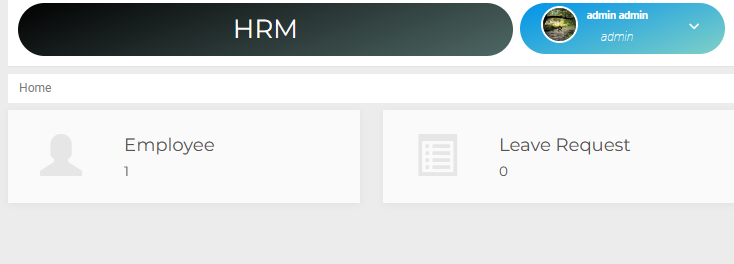 HRM
admin admin
admin
Home
Employee
1
Leave Request
0